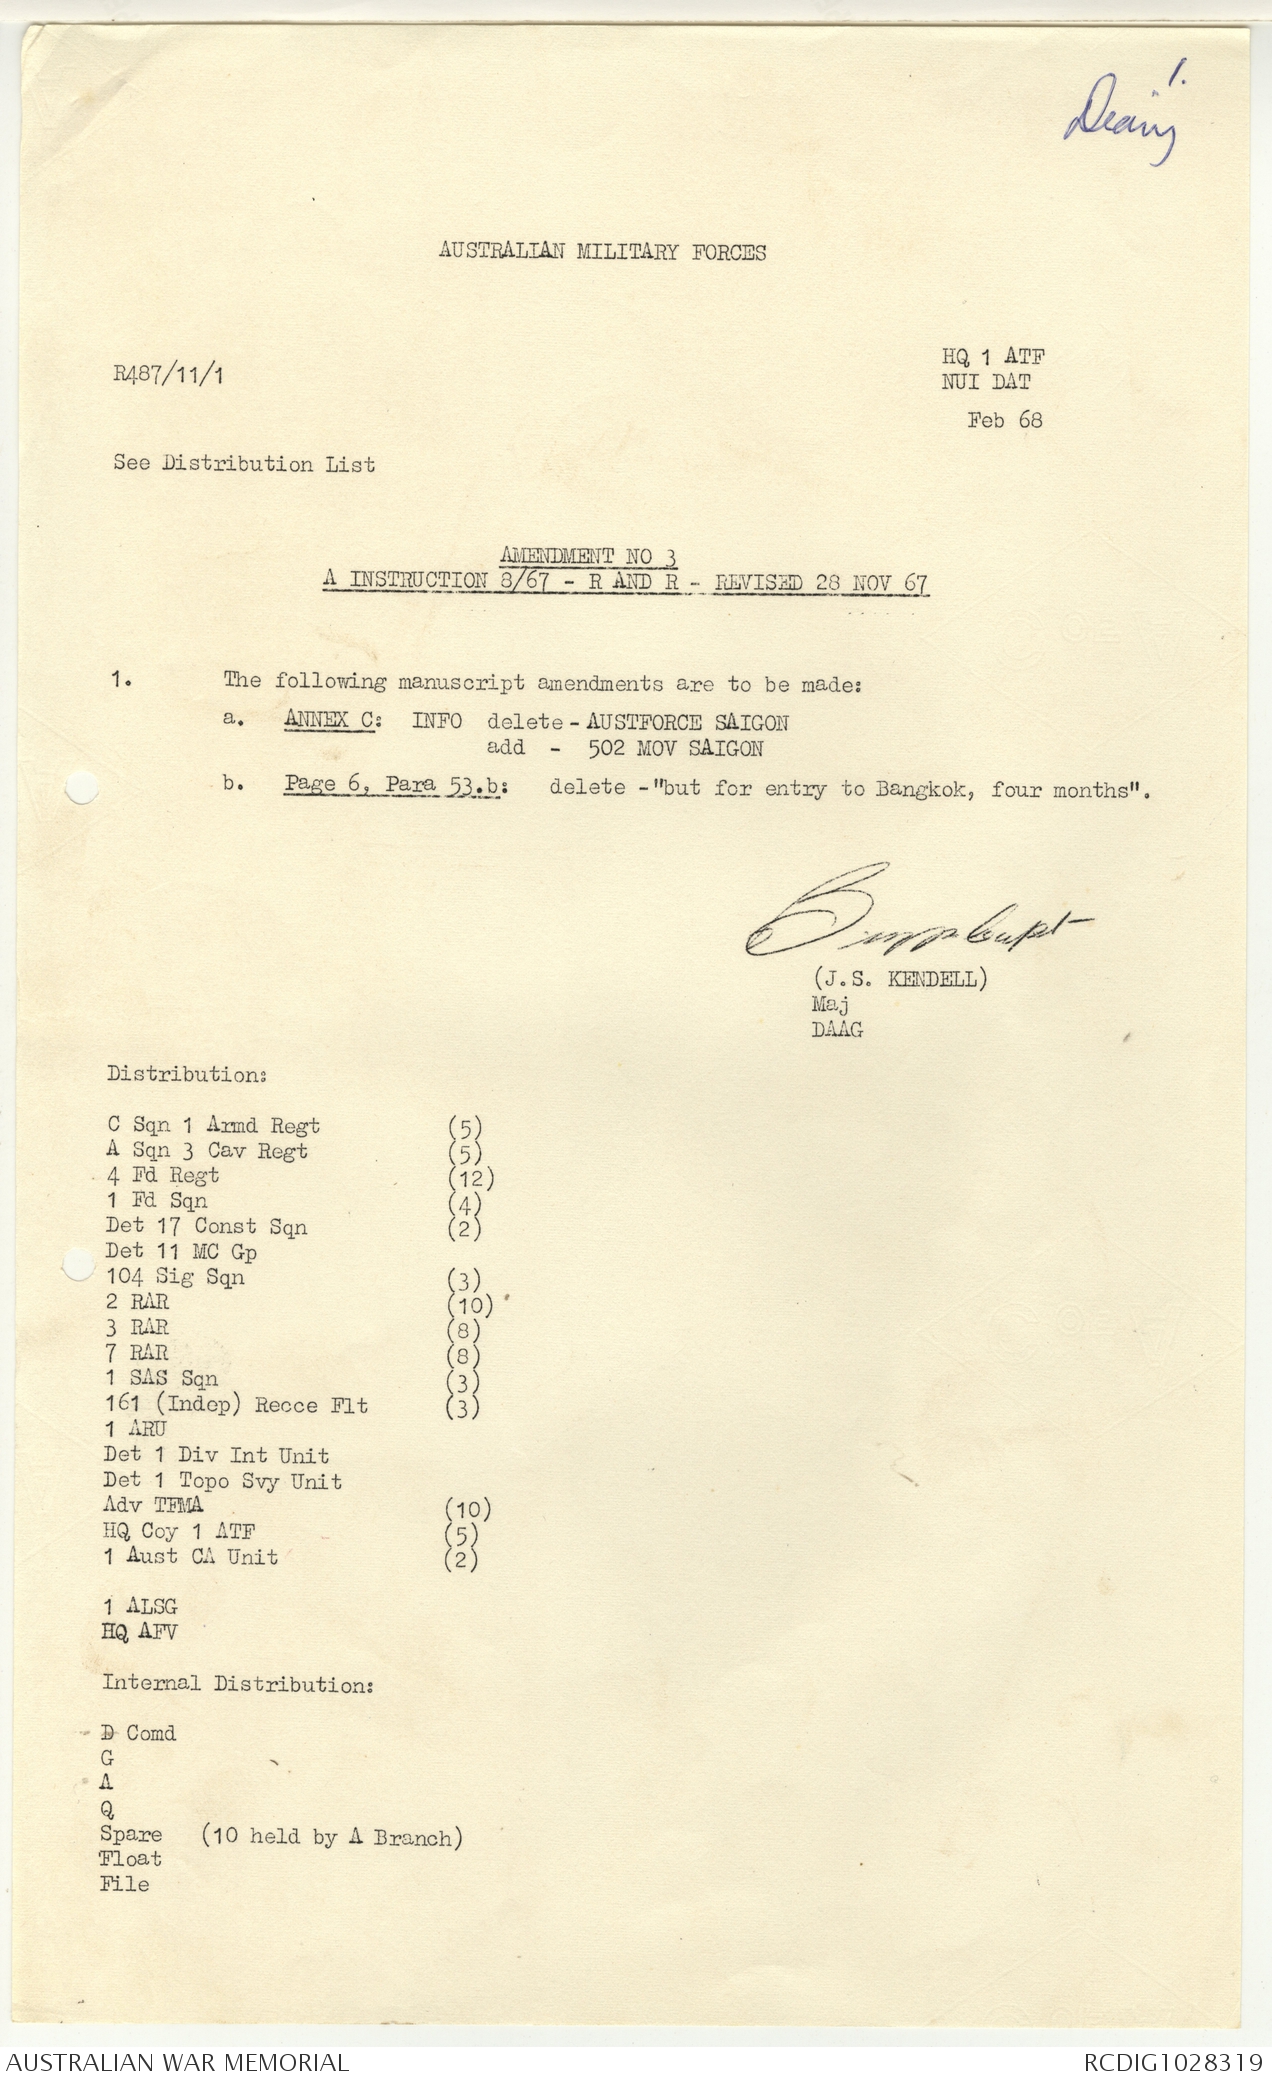 1.
Diary
AUSTRALIAN MILITARY FORCES
R487/11/1
HQ 1 ATF
NUI DAT
Feb 68
See Distribution List
AMENDMENT NO 3
A INSTRUCTION 8/67 - R AND R - REVISED 28 NOV 67
1. The following manuscript amendments are to be made:
a. ANNEX C: INFO delete - AUSTFORCE SAIGON
add - 502 MOV SAIGON
b. Page 6, Para 53.b: delete -"but for entry to Bangkok, four months".
(J.S. KENDELL)
Maj
DAAG
Distribution:
C Sqn 1 Armd Regt (5)
A Sqn 3 Cav Regt (5)
4 Fd Regt (12)
1 Fd Sqn (4)
Det 17 Const Sqn (2)
Det 11 MC Gp
104 Sig Sqn (3)
2 RAR (10)
3 RAR (8)
7 RAR (8)
1 SAS Sqn (3)
161 (Indep) Recce Flt (3)
1 ARU
Det 1 Div Int Unit
Det 1 Topo Svy Unit
Adv TFMA (10)
HQ Coy 1 ATF (5)
1 Aust CA Unit (2)
1 ALSG
HQ AFV
Internal Distribution:
D Comd
G
A
Q
Spare (10 held by A Branch)
Float
File
AUSTRALIAN WAR MEMORIAL
RCDIG1028319